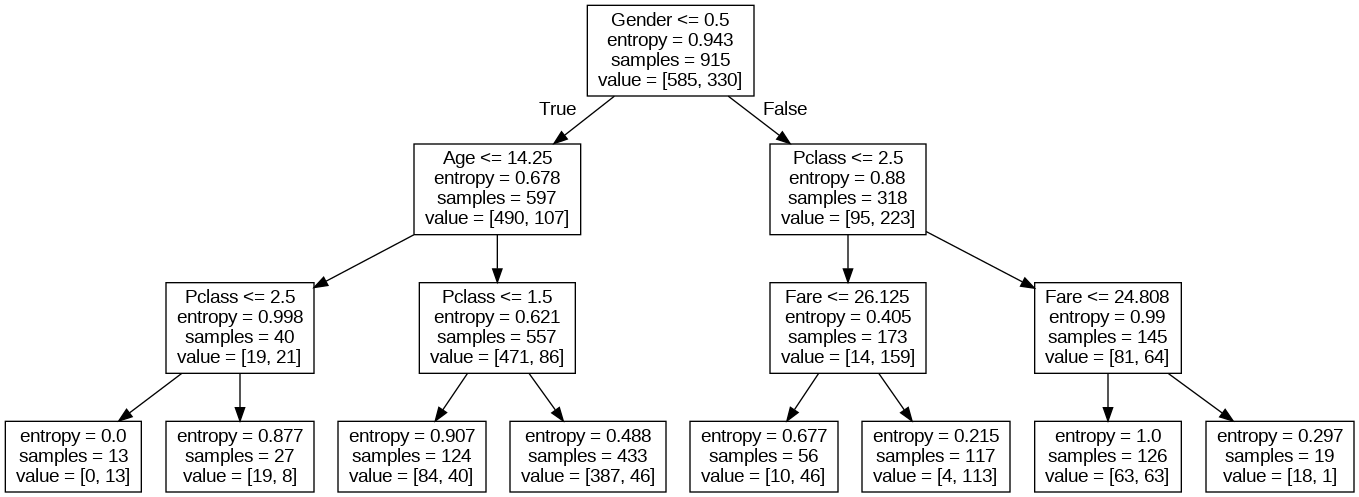 Gender <= 0.5
entropy = 0.943
samples = 915
value = [585, 330]
True
False
Age <= 14.25
entropy = 0.678
samples = 597
value = [490, 107]
Pclass <= 2.5
entropy = 0.88
samples = 318
value = [95, 223]
Pclass <= 2.5
entropy = 0.998
samples = 40
value = [19, 21]
Pclass <= 1.5
entropy = 0.621
samples = 557
value = [471, 86]
Fare <= 26.125
entropy = 0.405
samples = 173
value = [14, 159]
Fare <= 24.808
entropy = 0.99
samples = 145
value = [81, 64]
entropy = 0.0
samples = 13
value = [0, 13]
entropy = 0.877
samples = 27
value = [19, 8]
entropy = 0.907
samples = 124
value = [84, 40]
entropy = 0.488
samples = 433
value = [387, 46]
entropy = 0.677
samples = 56
value = [10, 46]
entropy = 0.215
samples = 117
value = [4, 113]
entropy = 1.0
samples = 126
value = [63, 63]
entropy = 0.297
samples = 19
value = [18, 1]